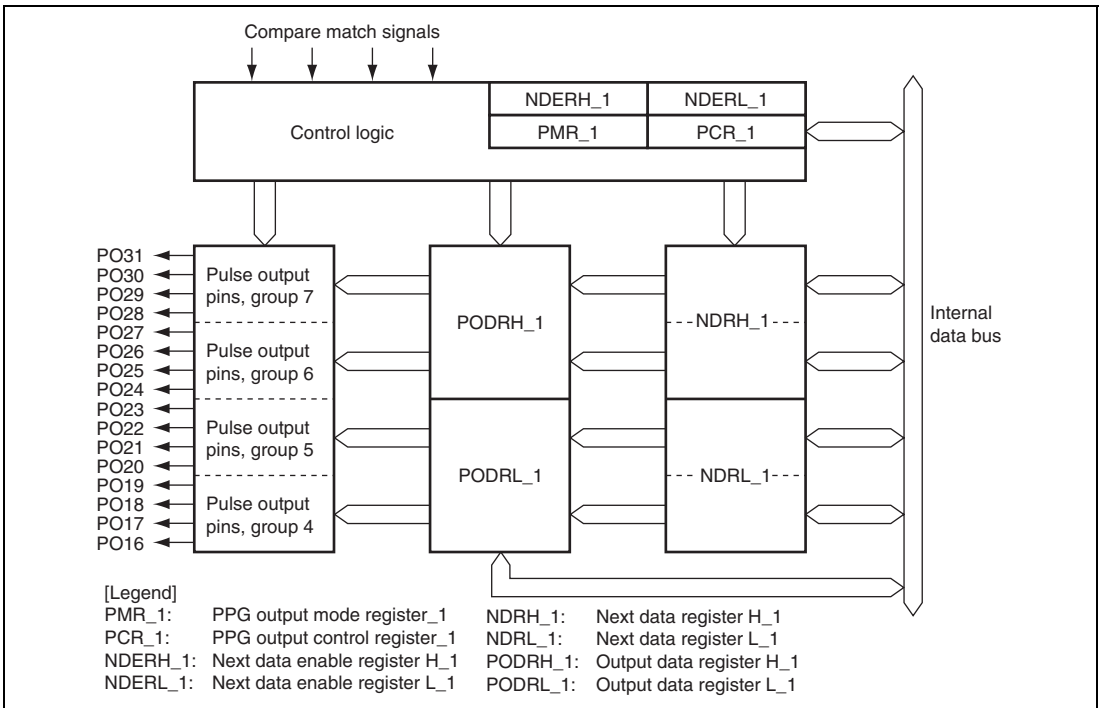 Compare match signals
NDERH_1
NDERL_1
Control logic
PMR_1
PCR_1
PO31
PO30
PO29
PO28
PO27
PO26
PO25
PO24
PO23
PO22
PO21
PO20
PO19
PO18
PO17
PO16
Pulse output
pins, group 7
Pulse output
pins, group 6
Pulse output
pins, group 5
Pulse output
pins, group 4
PODRH_1
PODRL_1
NDRH_1
NDRL_1
Internal
data bus
[Legend]
PMR_1: PPG output mode register_1
PCR_1: PPG output control register_1
NDERH_1: Next data enable register H_1
NDERL_1: Next data enable register L_1
NDRH_1: Next data register H_1
NDRL_1: Next data register L_1
PODRH_1: Output data register H_1
PODRL_1: Output data register L_1